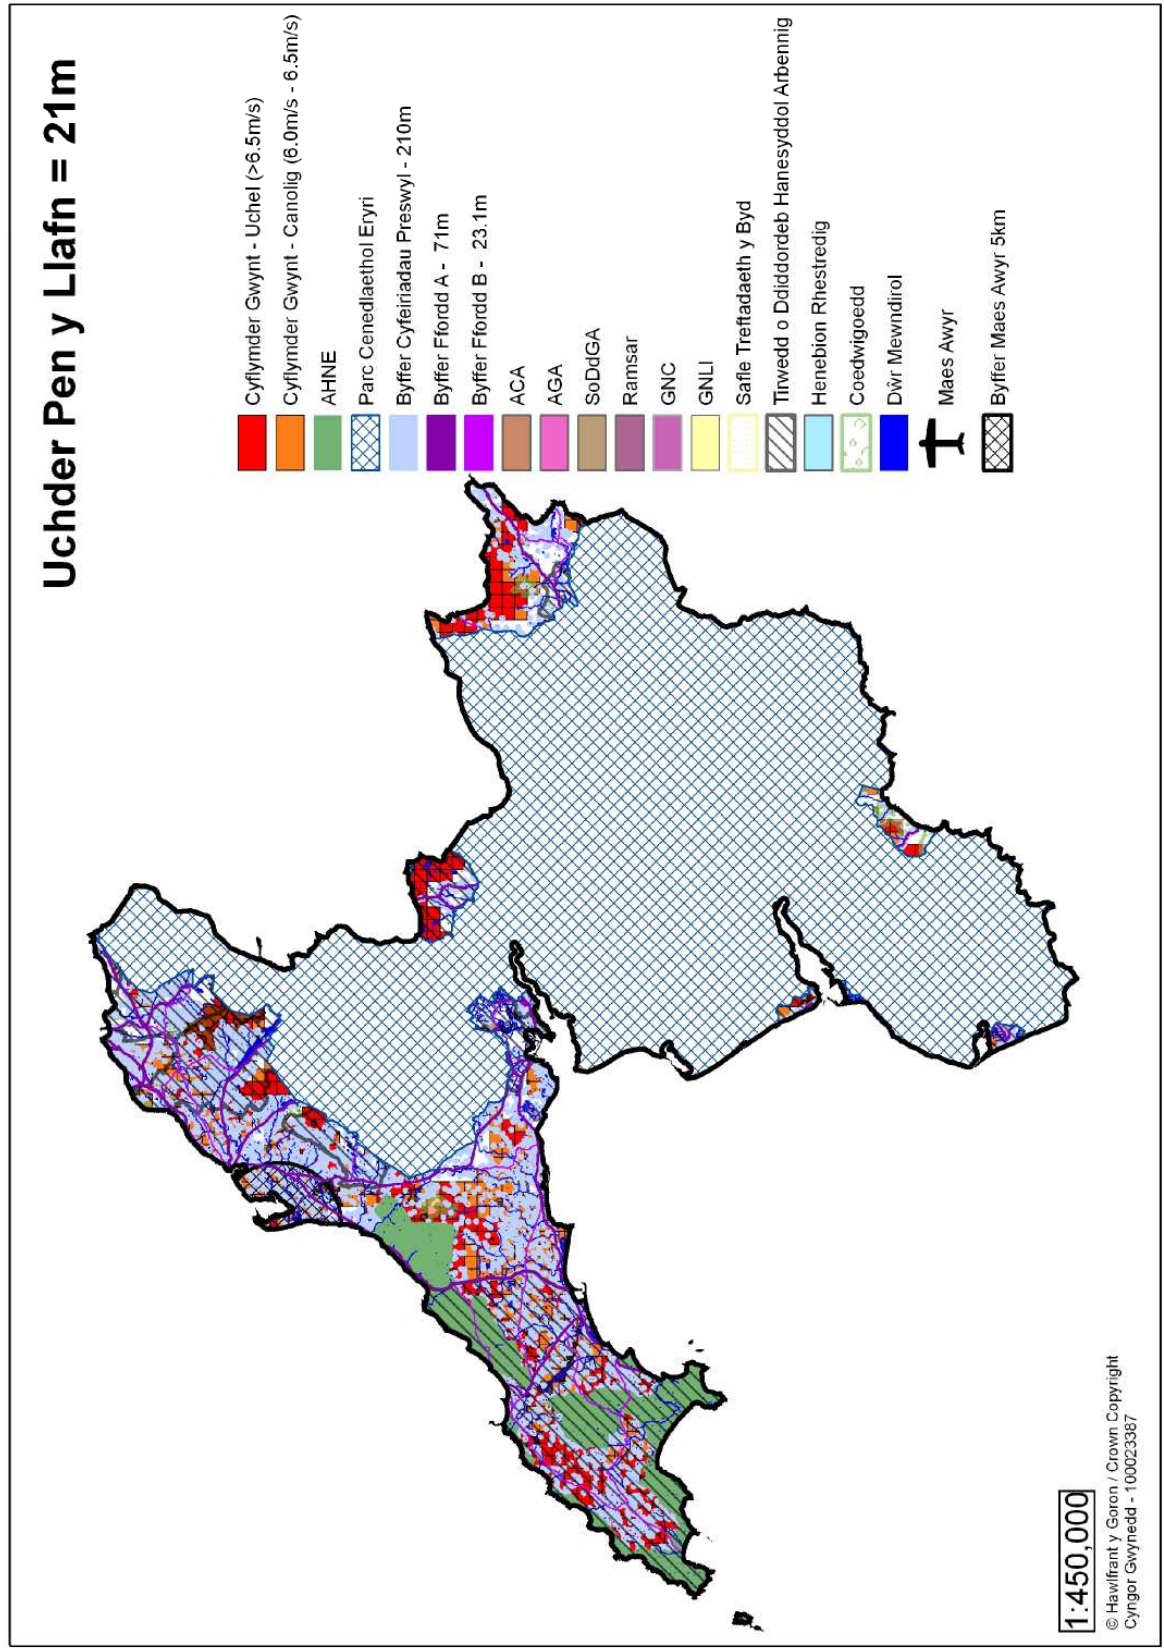 Uchder Pen y Llafn = 21m
Cyflymder Gwynt - Uchel (>6.5m/s)
Cyflymder Gwynt - Canolig (6.0m/s - 6.5m/s)
AHNE
Parc Cenedlaethol Eryri
Byffer Cyfeiriadau Preswyl - 210m
Byffer Ffordd A - 71m
Byffer Ffordd B - 23.1m
ACA
AGA
SoDdGA
Ramsar
GNC
GNLI
Safle Treftadaeth y Byd
Tirwedd o Ddiddordeb Hanesyddol Arbennig
Henebion Rhestredig
Coedwigoedd
Dŵr Mewndirol
Maes Awyr
Byffer Maes Awyr 5km
1:450,000
© Hawlfraint y Goron / Crown Copyright
Cyngor Gwynedd - 100023387